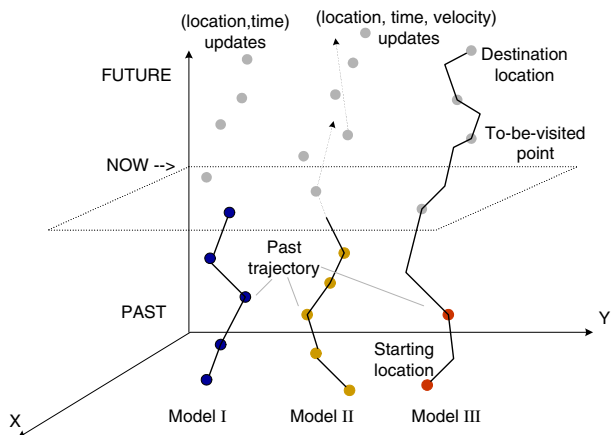 (location,time)
updates
(location, time, velocity)
updates
FUTURE
Destination
location
To-be-visited
point
NOW -->
Past
trajectory
PAST
Y
Starting
location
X
Model I
Model II
Model III